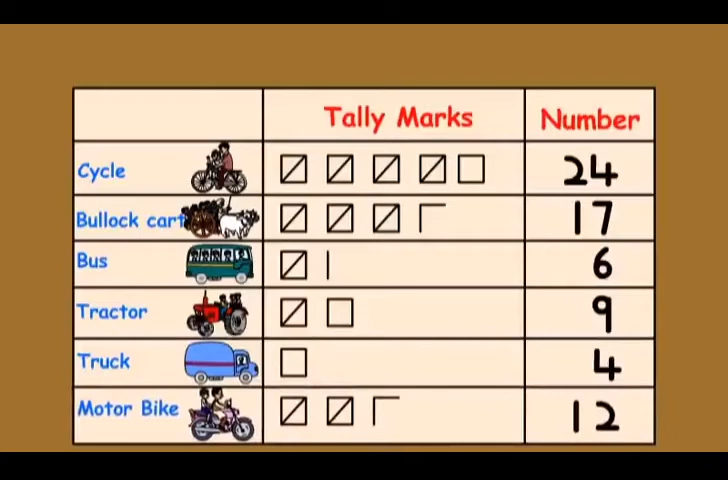 Tally Marks Number
Cycle 24
Bullock cart 17
Bus 6
Tractor 9
Truck 4
Motor Bike 12